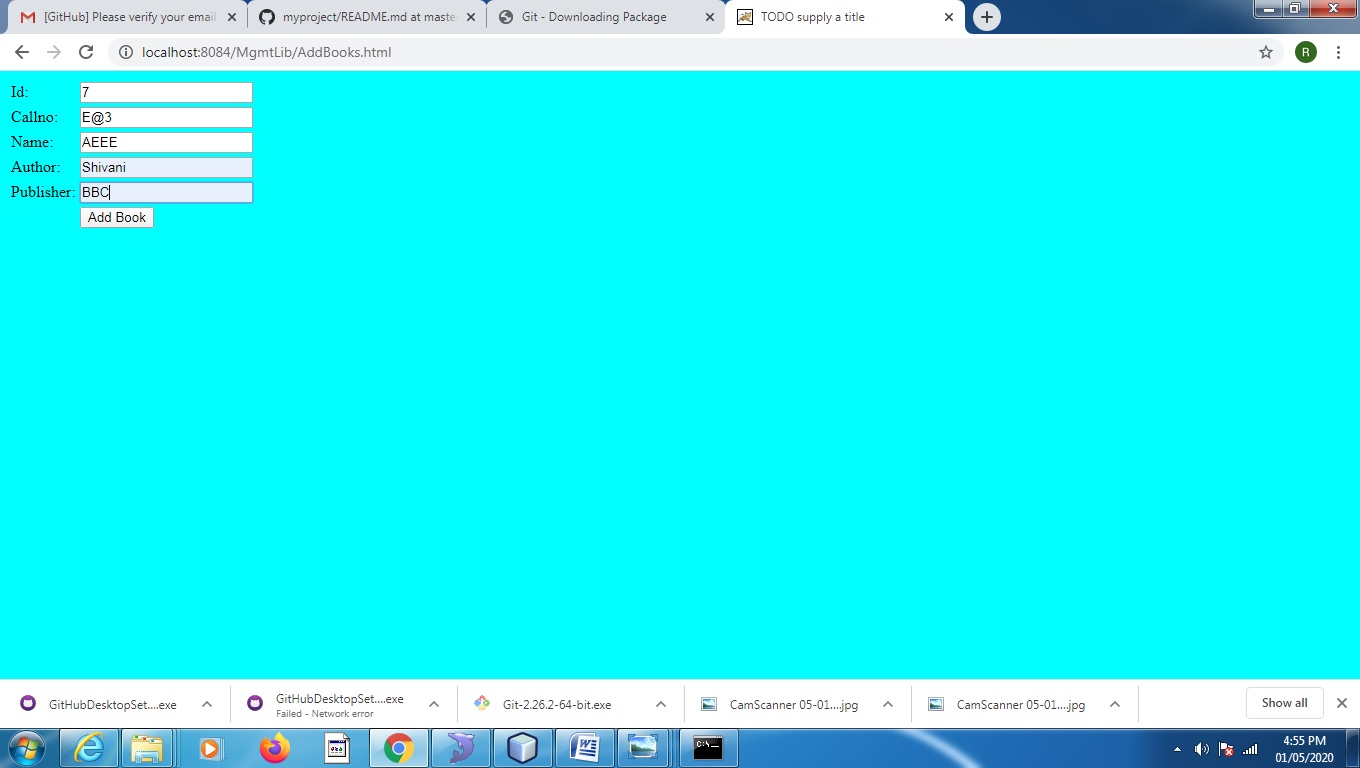 [GitHub] Please verify your email
myproject/README.md at maste
Git - Downloading Package
TODO supply a title
localhost:8084/MgmtLib/AddBooks.html
R
Id: 7
Callno: E@3
Name: AEEE
Author: Shivani
Publisher: BBC
Add Book
GitHubDesktopSet....exe
GitHubDesktopSet....exe
Failed - Network error
Git-2.26.2-64-bit.exe
CamScanner 05-01....jpg
CamScanner 05-01....jpg
Show all
4:55 PM
01/05/2020